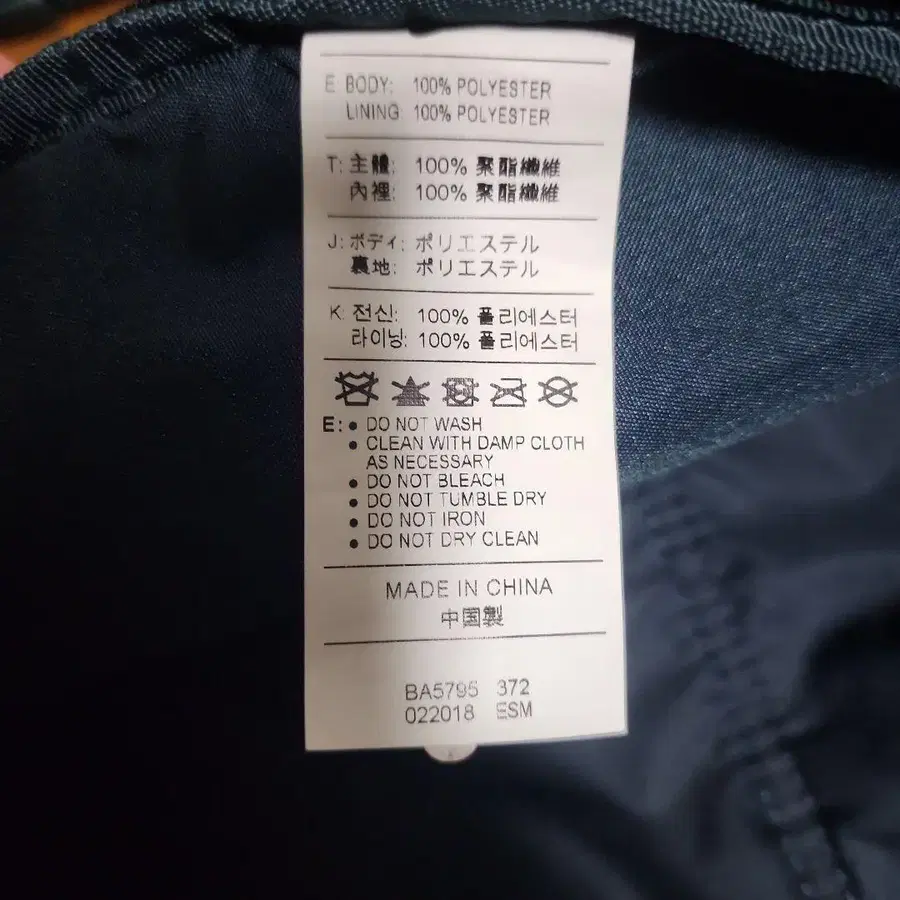 E BODY: 100% POLYESTER
LINING 100% POLYESTER
T: 主體: 100% 聚酯纖維
內裡: 100% 聚酯纖維
J: ボディ: ポリエステル
裏地: ポリエステル
K: 전신: 100% 폴리에스터
라이닝: 100% 폴리에스터
E: • DO NOT WASH
• CLEAN WITH DAMP CLOTH
AS NECESSARY
• DO NOT BLEACH
• DO NOT TUMBLE DRY
• DO NOT IRON
• DO NOT DRY CLEAN
MADE IN CHINA
中国製
BA5795 372
022018 ESM